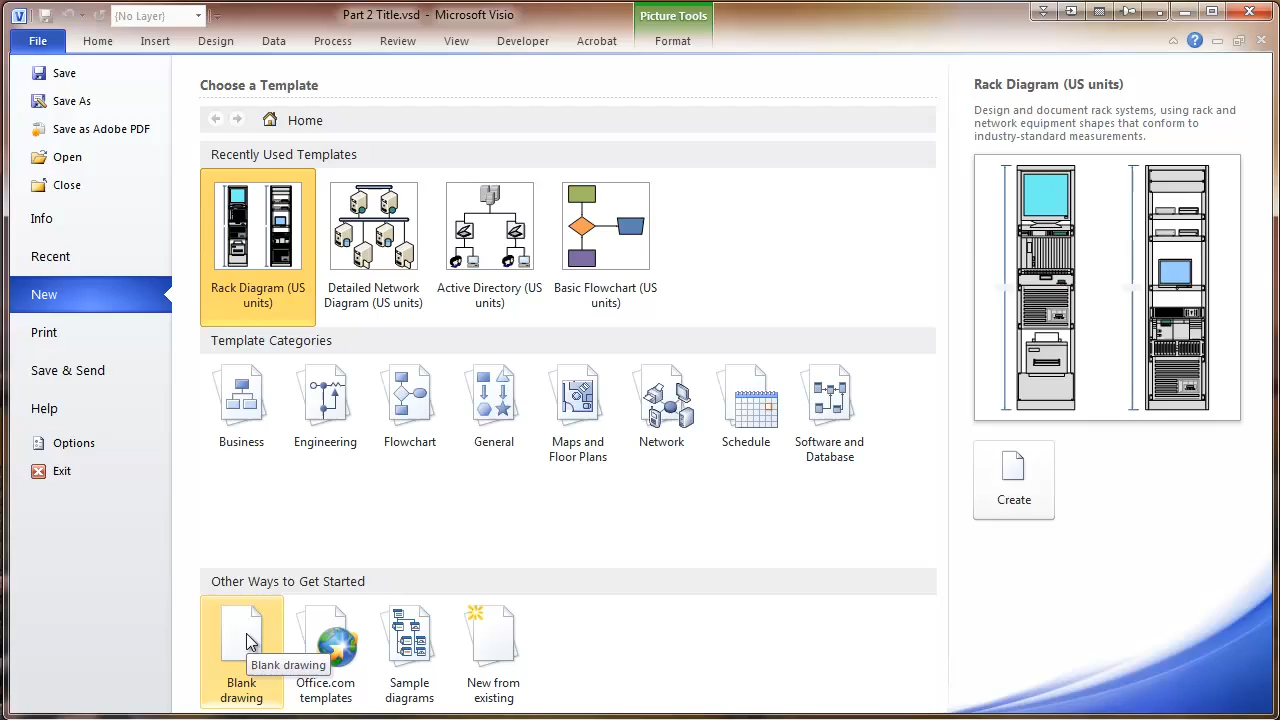 {No Layer}
Part 2 Title.vsd - Microsoft Visio
Picture Tools
File
Home
Insert
Design
Data
Process
Review
View
Developer
Acrobat
Format
Save
Save As
Save as Adobe PDF
Open
Close
Info
Recent
New
Print
Save & Send
Help
Options
Exit
Choose a Template
Home
Recently Used Templates
Rack Diagram (US
units)
Detailed Network
Diagram (US units)
Active Directory (US
units)
Basic Flowchart (US
units)
Template Categories
Business
Engineering
Flowchart
General
Maps and
Floor Plans
Network
Schedule
Software and
Database
Other Ways to Get Started
Blank drawing
Blank
drawing
Office.com
templates
Sample
diagrams
New from
existing
Rack Diagram (US units)
Design and document rack systems, using rack and
network equipment shapes that conform to
industry-standard measurements.
Create